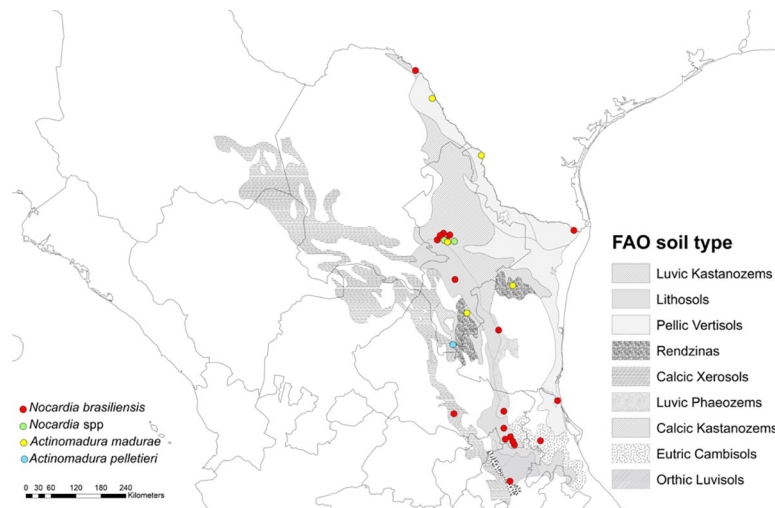 FAO soil type
Luvic Kastanozems
Lithosols
Pellic Vertisols
Rendzinas
Calcic Xerosols
Luvic Phaeozems
Calcic Kastanozems
Eutric Cambisols
Orthic Luvisols
Nocardia brasiliensis
Nocardia spp
Actinomadura madurae
Actinomadura pelletieri
0 30 60 120 180 240
Kilometers